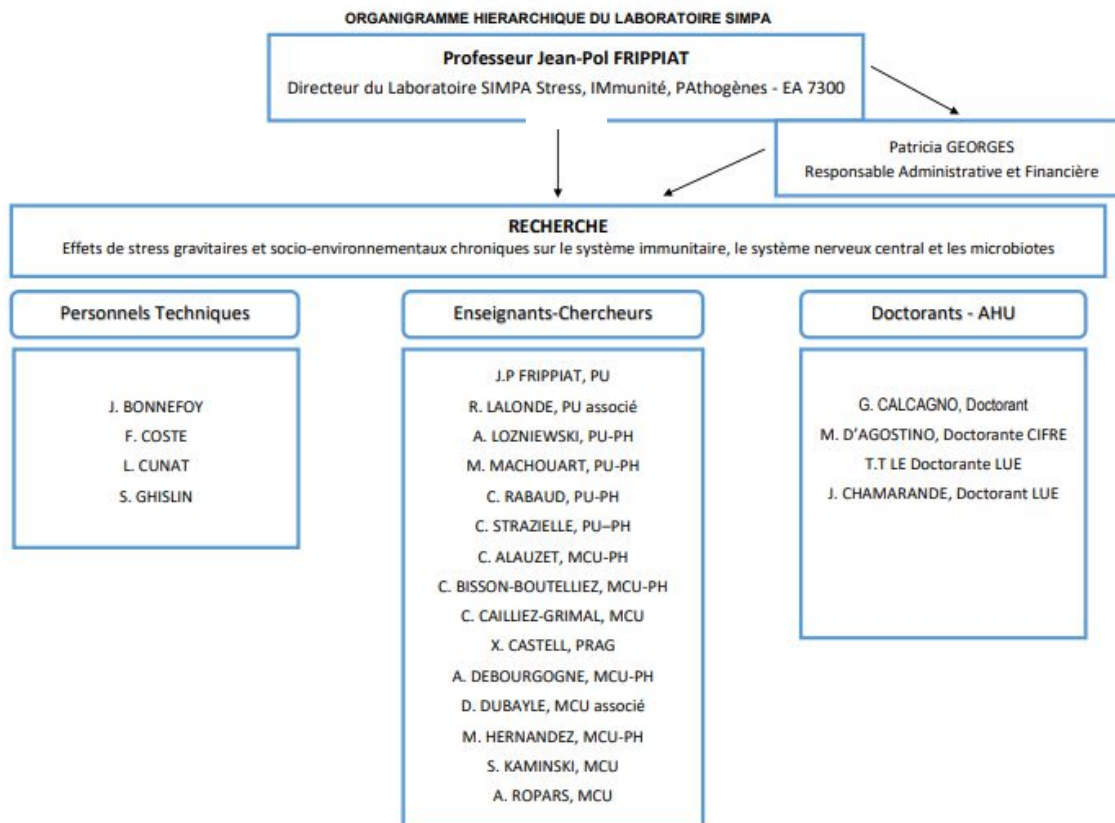 ORGANIGRAMME HIERARCHIQUE DU LABORATOIRE SIMPA
Professeur Jean-Pol FRIPPIAT
Directeur du Laboratoire SIMPA Stress, IMmunité, PAthogènes - EA 7300
Patricia GEORGES
Responsable Administrative et Financière
RECHERCHE
Effets de stress gravitaires et socio-environnementaux chroniques sur le système immunitaire, le système nerveux central et les microbiotes
Personnels Techniques
J. BONNEFOY
F. COSTE
L. CUNAT
S. GHISLIN
Enseignants-Chercheurs
J.P FRIPPIAT, PU
R. LALONDE, PU associé
A. LOZNIEWSKI, PU-PH
M. MACHOUART, PU-PH
C. RABAUD, PU-PH
C. STRAZIELLE, PU–PH
C. ALAUZET, MCU-PH
C. BISSON-BOUTELLIEZ, MCU-PH
C. CAILLIEZ-GRIMAL, MCU
X. CASTELL, PRAG
A. DEBOURGOGNE, MCU-PH
D. DUBAYLE, MCU associé
M. HERNANDEZ, MCU-PH
S. KAMINSKI, MCU
A. ROPARS, MCU
Doctorants - AHU
G. CALCAGNO, Doctorant
M. D'AGOSTINO, Doctorante CIFRE
T.T LE Doctorante LUE
J. CHAMARANDE, Doctorant LUE